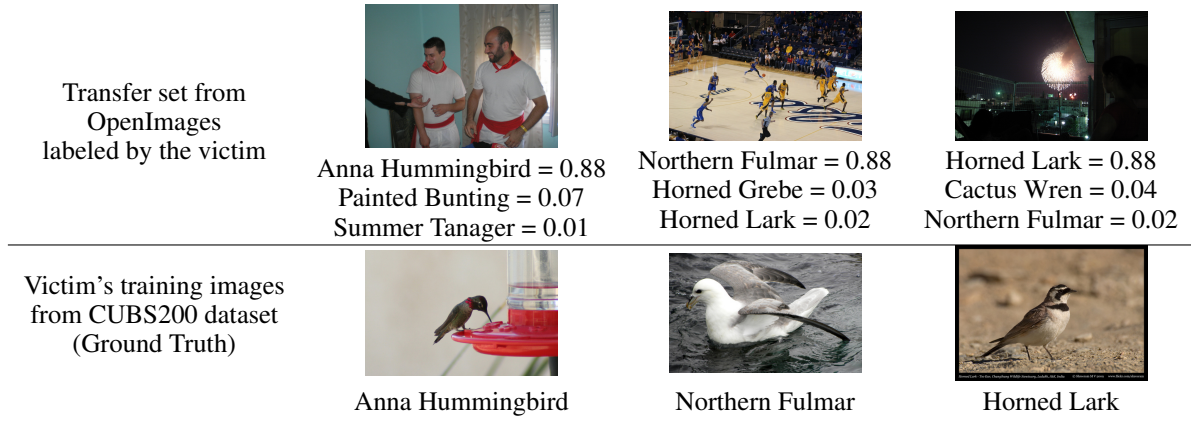 Transfer set from
OpenImages
labeled by the victim
Anna Hummingbird = 0.88
Painted Bunting = 0.07
Summer Tanager = 0.01
Northern Fulmar = 0.88
Horned Grebe = 0.03
Horned Lark = 0.02
Horned Lark = 0.88
Cactus Wren = 0.04
Northern Fulmar = 0.02
Victim's training images
from CUBS200 dataset
(Ground Truth)
Anna Hummingbird
Northern Fulmar
Horned Lark